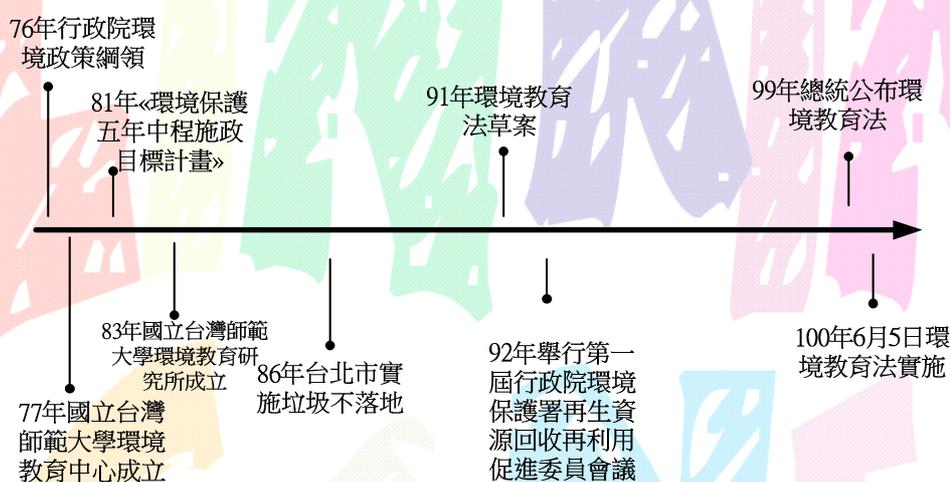 76年行政院環
境政策綱領
81年«環境保護
五年中程施政
目標計畫»
91年環境教育
法草案
99年總統公布環
境教育法
77年國立台灣
師範大學環境
教育中心成立
83年國立台灣師範
大學環境教育研
究所成立
86年台北市實
施垃圾不落地
92年舉行第一
屆行政院環境
保護署再生資
源回收再利用
促進委員會議
100年6月5日環
境教育法實施